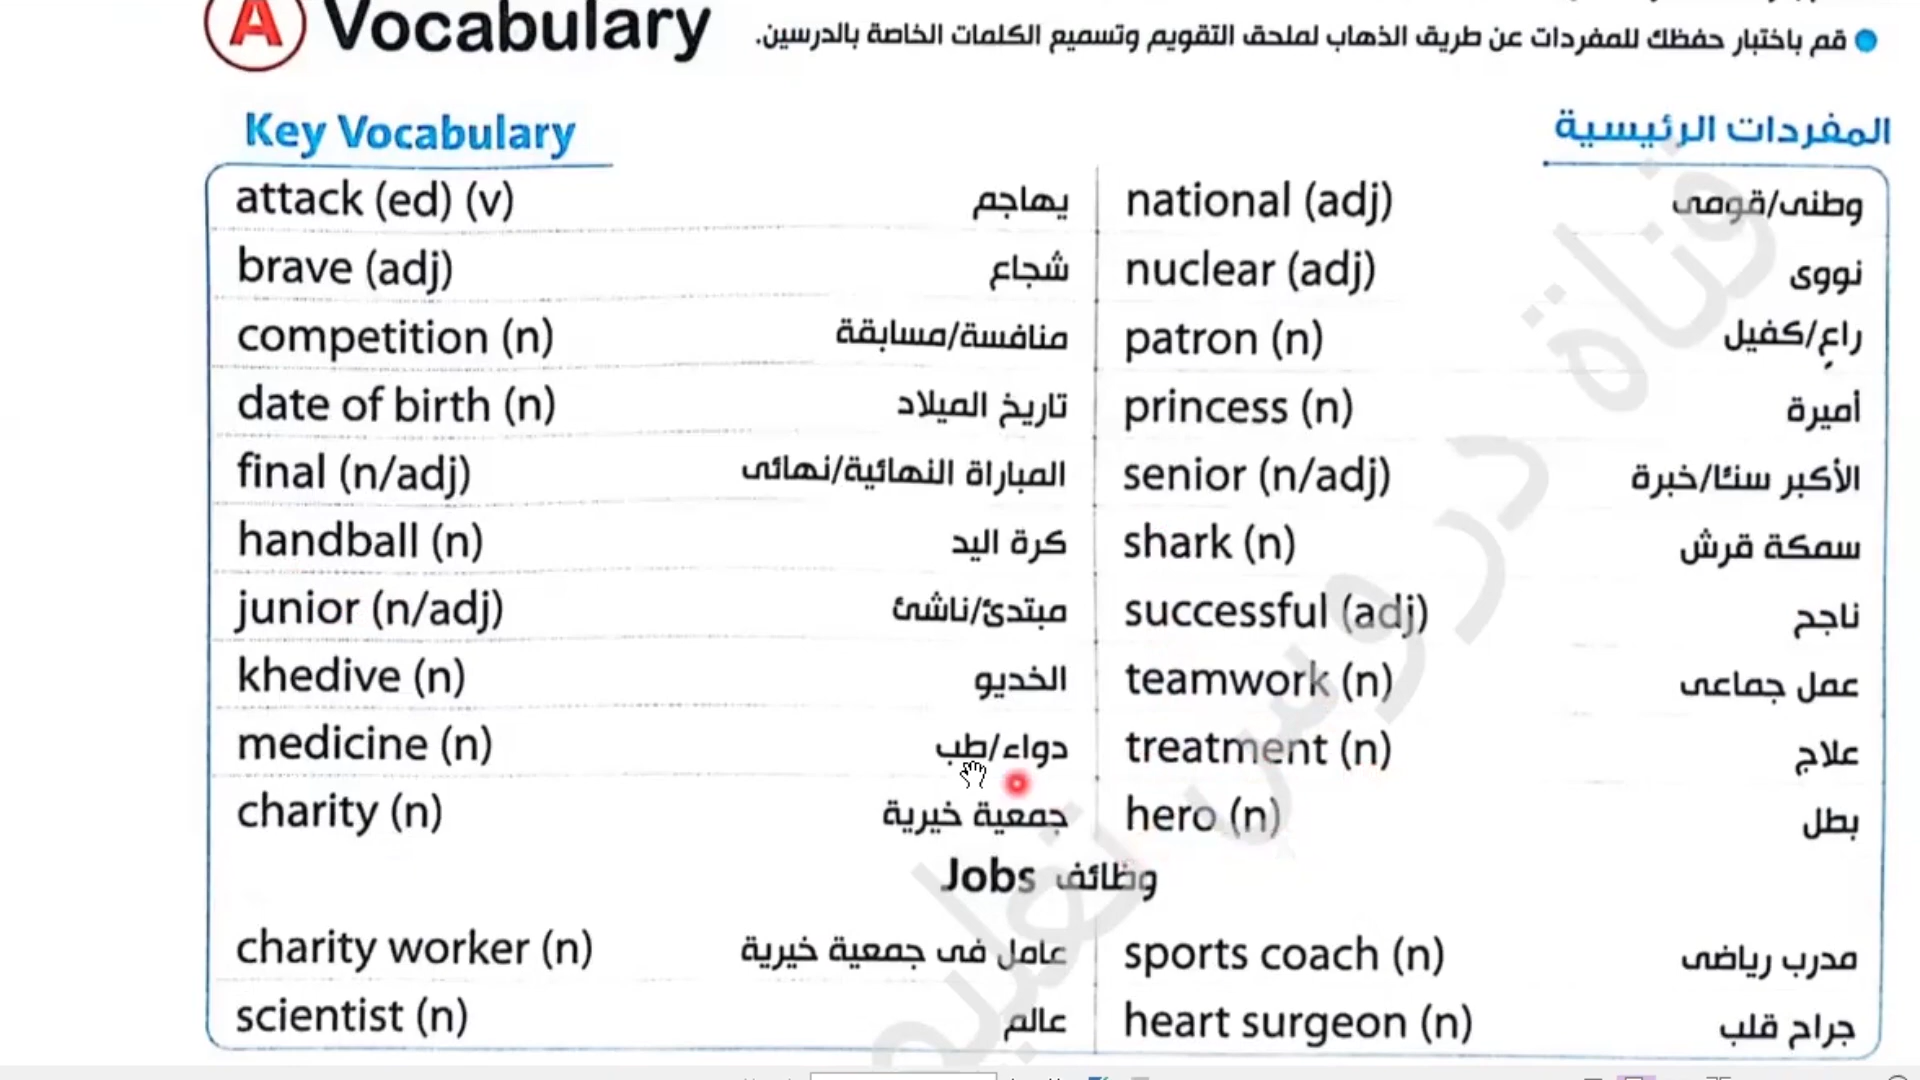 A Vocabulary
قم باختبار حفظك للمفردات عن طريق الذهاب لملحق التقويم وتسميع الكلمات الخاصة بالدرسين.
Key Vocabulary المفردات الرئيسية
attack (ed) (v) يهاجم national (adj) وطنى/قومى
brave (adj) شجاع nuclear (adj) نووى
competition (n) منافسة/مسابقة patron (n) راعٍ/كفيل
date of birth (n) تاريخ الميلاد princess (n) أميرة
final (n/adj) المباراة النهائية/نهائى senior (n/adj) الأكبر سنًا/خبرة
handball (n) كرة اليد shark (n) سمكة قرش
junior (n/adj) مبتدئ/ناشئ successful (adj) ناجح
khedive (n) الخديو teamwork (n) عمل جماعى
medicine (n) دواء/طب treatment (n) علاج
charity (n) جمعية خيرية hero (n) بطل
Jobs وظائف
charity worker (n) عامل فى جمعية خيرية sports coach (n) مدرب رياضى
scientist (n) عالم heart surgeon (n) جراح قلب
قناة دروس